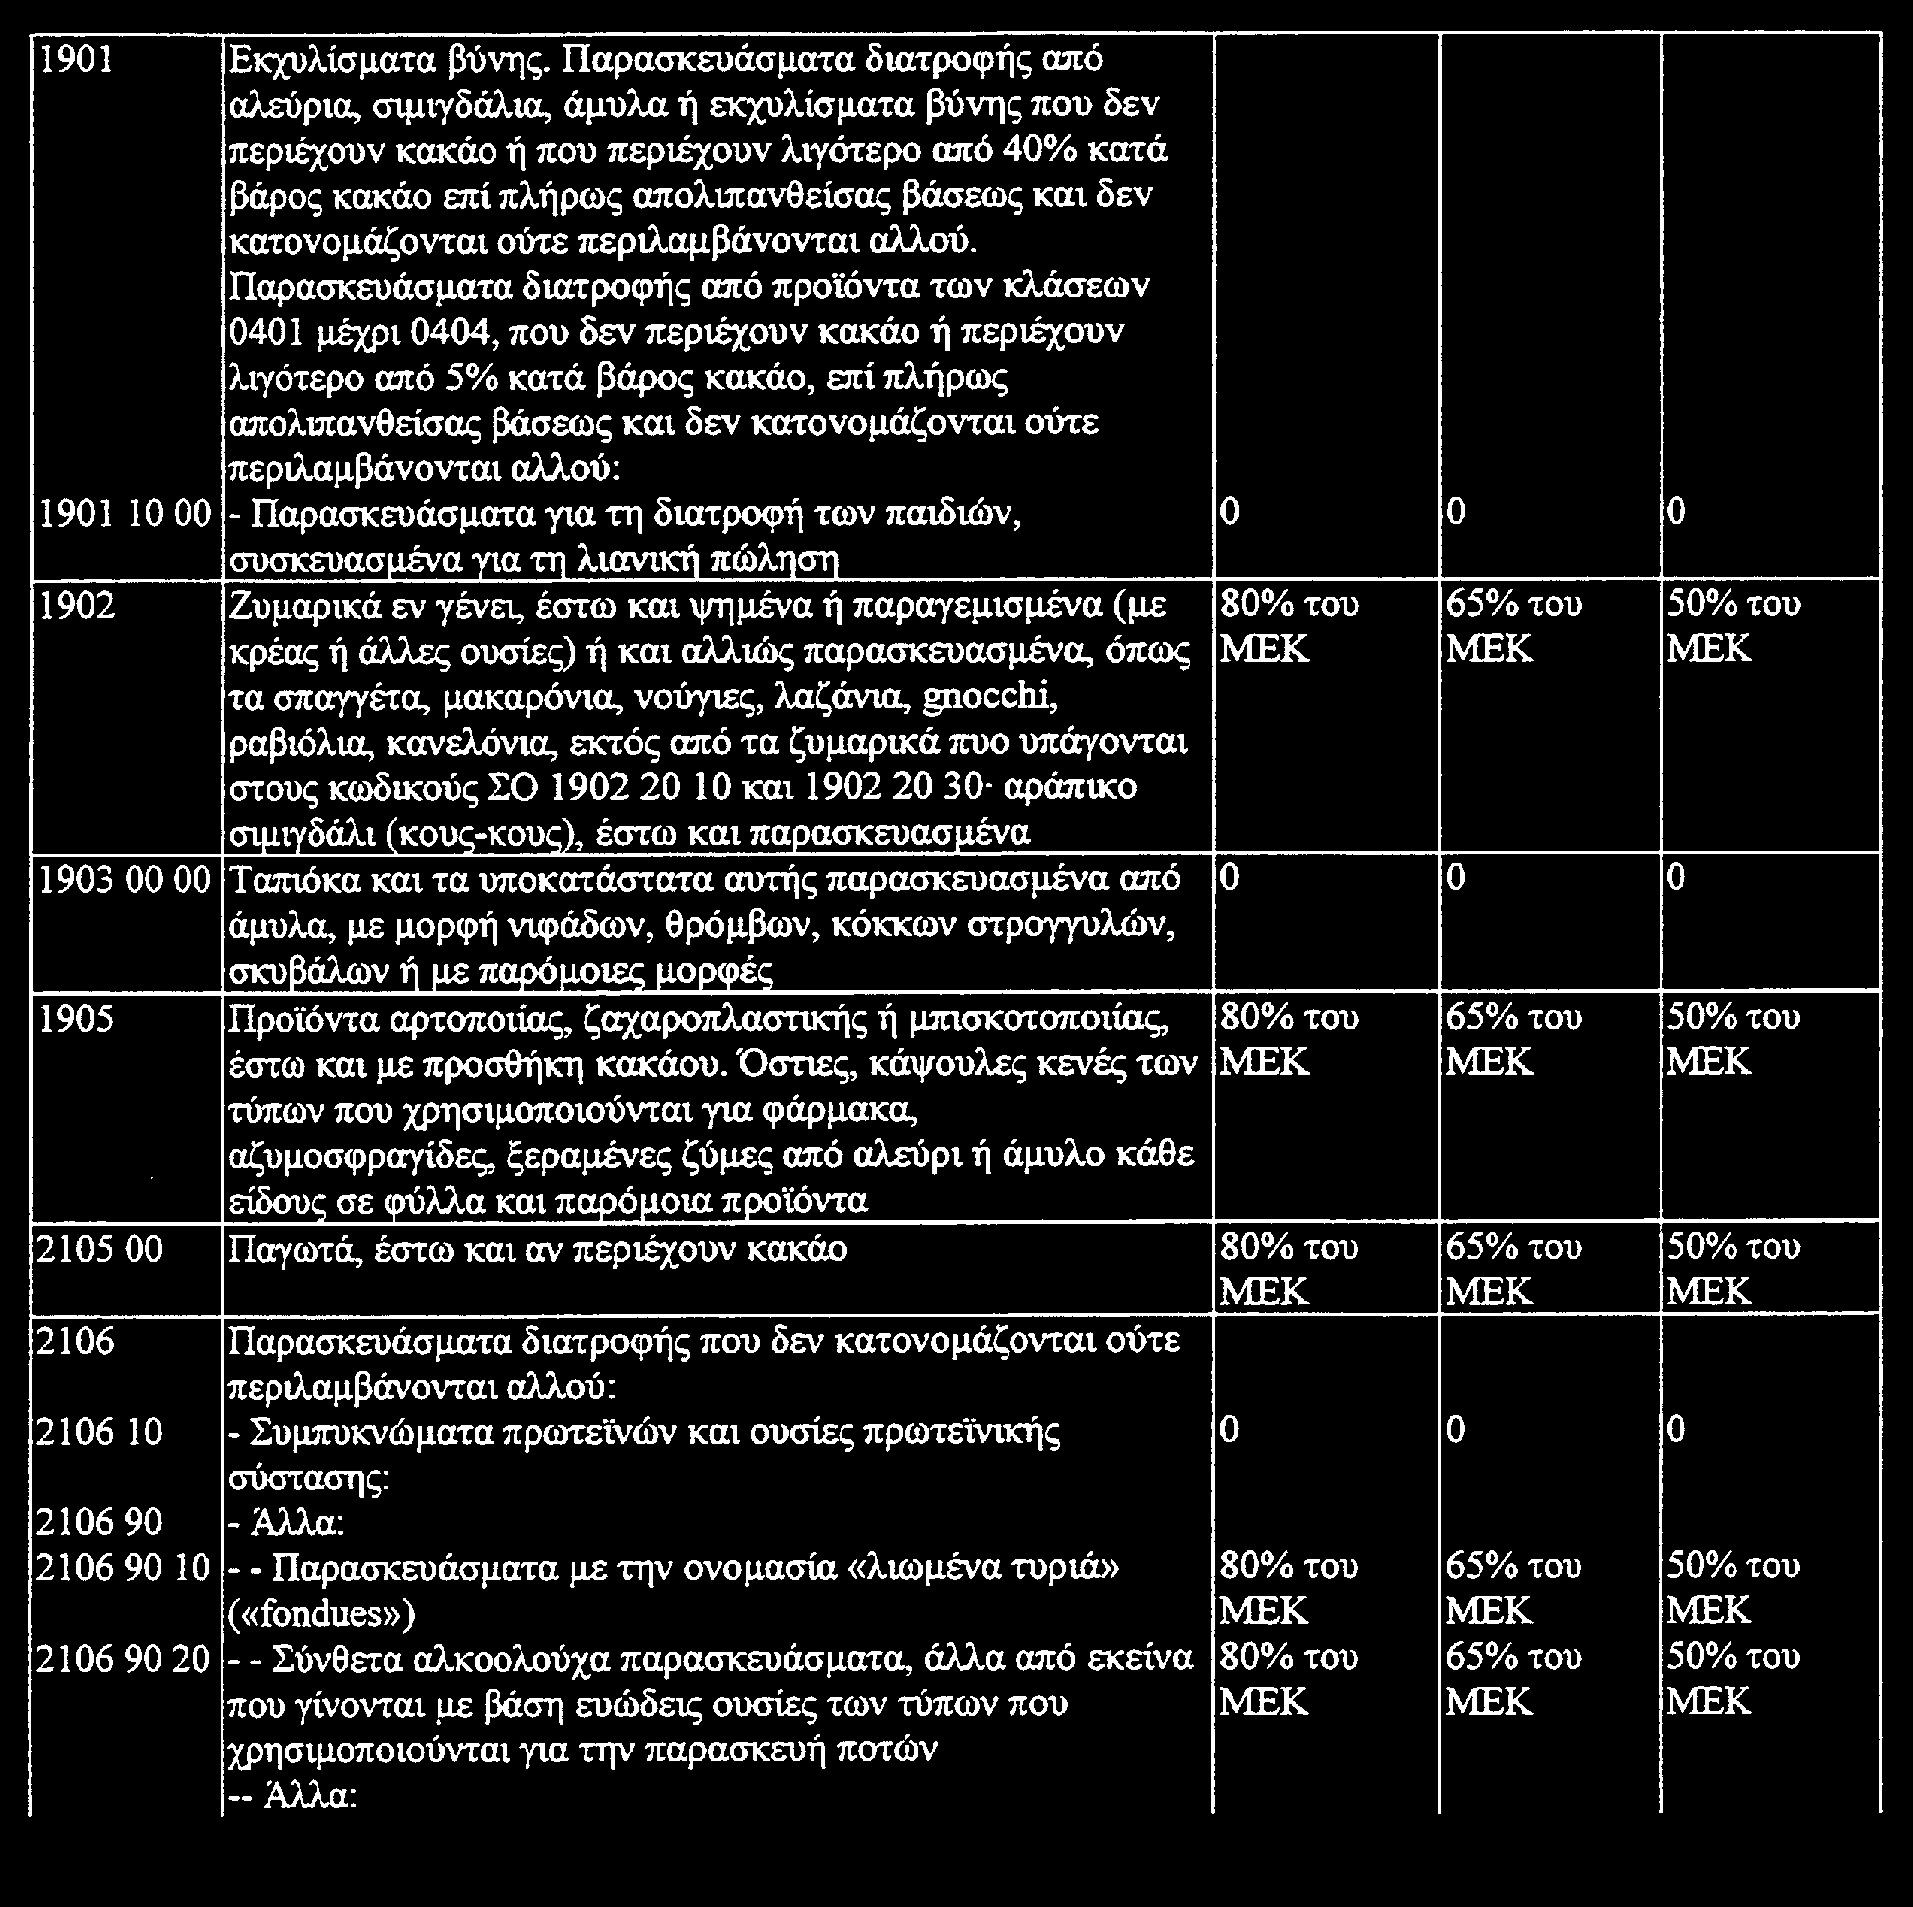 1901 Εκχυλίσματα βύνης. Παρασκευάσματα διατροφής από
αλεύρια, σιμιγδάλια, άμυλα ή εκχυλίσματα βύνης που δεν
περιέχουν κακάο ή που περιέχουν λιγότερο από 40% κατά
βάρος κακάο επί πλήρως απολιπανθείσας βάσεως και δεν
κατονομάζονται ούτε περιλαμβάνονται αλλού.
Παρασκευάσματα διατροφής από προϊόντα των κλάσεων
0401 μέχρι 0404, που δεν περιέχουν κακάο ή περιέχουν
λιγότερο από 5% κατά βάρος κακάο, επί πλήρως
απολιπανθείσας βάσεως και δεν κατονομάζονται ούτε
περιλαμβάνονται αλλού:
1901 10 00 - Παρασκευάσματα για τη διατροφή των παιδιών, 0 0 0
συσκευασμένα για τη λιανική πώληση
1902 Ζυμαρικά εν γένει, έστω και ψημένα ή παραγεμισμένα (με 80% του 65% του 50% του
κρέας ή άλλες ουσίες) ή και αλλιώς παρασκευασμένα, όπως ΜΕΚ ΜΕΚ ΜΕΚ
τα σπαγγέτα, μακαρόνια, νούγιες, λαζάνια, gnocchi,
ραβιόλια, κανελόνια, εκτός από τα ζυμαρικά πυο υπάγονται
στους κωδικούς ΣΟ 1902 20 10 και 1902 20 30· αράπικο
σιμιγδάλι (κους-κους), έστω και παρασκευασμένα
1903 00 00 Ταπιόκα και τα υποκατάστατα αυτής παρασκευασμένα από 0 0 0
άμυλα, με μορφή νιφάδων, θρόμβων, κόκκων στρογγυλών,
σκυβάλων ή με παρόμοιες μορφές
1905 Προϊόντα αρτοποιίας, ζαχαροπλαστικής ή μπισκοτοποιίας, 80% του 65% του 50% του
έστω και με προσθήκη κακάου. Όστιες, κάψουλες κενές των ΜΕΚ ΜΕΚ ΜΕΚ
τύπων που χρησιμοποιούνται για φάρμακα,
αζυμοσφραγίδες, ξεραμένες ζύμες από αλεύρι ή άμυλο κάθε
είδους σε φύλλα και παρόμοια προϊόντα
2105 00 Παγωτά, έστω και αν περιέχουν κακάο 80% του 65% του 50% του
ΜΕΚ ΜΕΚ ΜΕΚ
2106 Παρασκευάσματα διατροφής που δεν κατονομάζονται ούτε
περιλαμβάνονται αλλού:
2106 10 - Συμπυκνώματα πρωτεϊνών και ουσίες πρωτεϊνικής 0 0 0
σύστασης:
2106 90 - Άλλα:
2106 90 10 - - Παρασκευάσματα με την ονομασία «λιωμένα τυριά» 80% του 65% του 50% του
(«fondues») ΜΕΚ ΜΕΚ ΜΕΚ
2106 90 20 - - Σύνθετα αλκοολούχα παρασκευάσματα, άλλα από εκείνα 80% του 65% του 50% του
που γίνονται με βάση ευώδεις ουσίες των τύπων που ΜΕΚ ΜΕΚ ΜΕΚ
χρησιμοποιούνται για την παρασκευή ποτών
-- Άλλα: